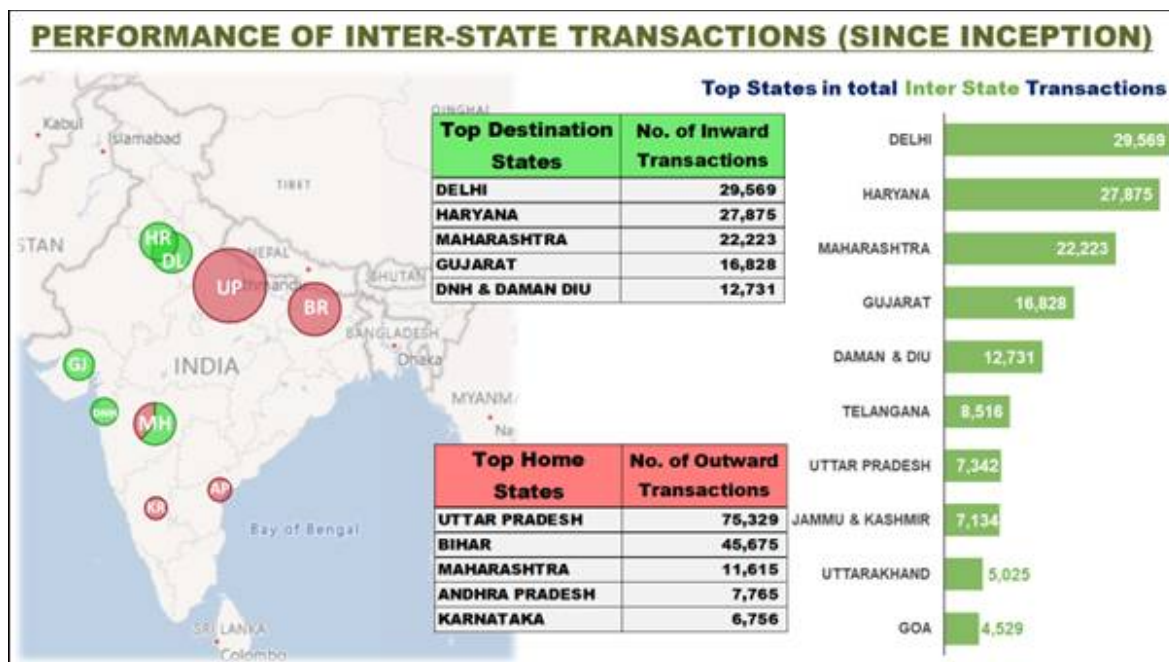 PERFORMANCE OF INTER-STATE TRANSACTIONS (SINCE INCEPTION)
Kabul
Islamabad
TIBET
STAN
NEPAL
BHUTAN
BANGLADESH
Dhaka
INDIA
MYANMA
Na
Bay of Bengal
SRI LANKA
Colombo
HR
DL
UP
BR
GJ
DNH
MH
AP
KR
Top Destination States No. of Inward Transactions
DELHI 29,569
HARYANA 27,875
MAHARASHTRA 22,223
GUJARAT 16,828
DNH & DAMAN DIU 12,731
Top Home States No. of Outward Transactions
UTTAR PRADESH 75,329
BIHAR 45,675
MAHARASHTRA 11,615
ANDHRA PRADESH 7,765
KARNATAKA 6,756
Top States in total Inter State Transactions
DELHI 29,569
HARYANA 27,875
MAHARASHTRA 22,223
GUJARAT 16,828
DAMAN & DIU 12,731
TELANGANA 8,516
UTTAR PRADESH 7,342
JAMMU & KASHMIR 7,134
UTTARAKHAND 5,025
GOA 4,529